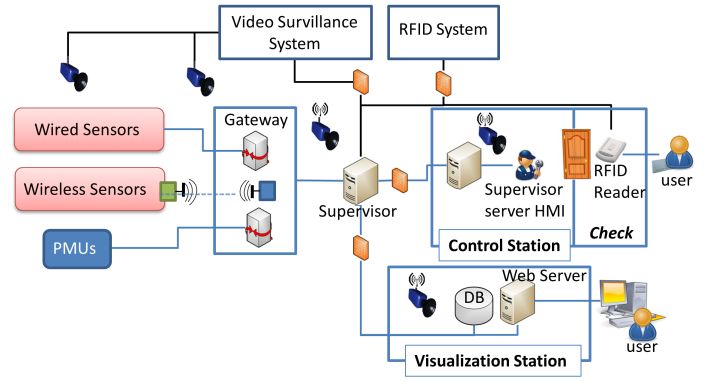 Video Survillance
System
RFID System
Wired Sensors
Gateway
Wireless Sensors
PMUs
Supervisor
Supervisor
server HMI
RFID
Reader
user
Control Station
Check
Web Server
DB
user
Visualization Station